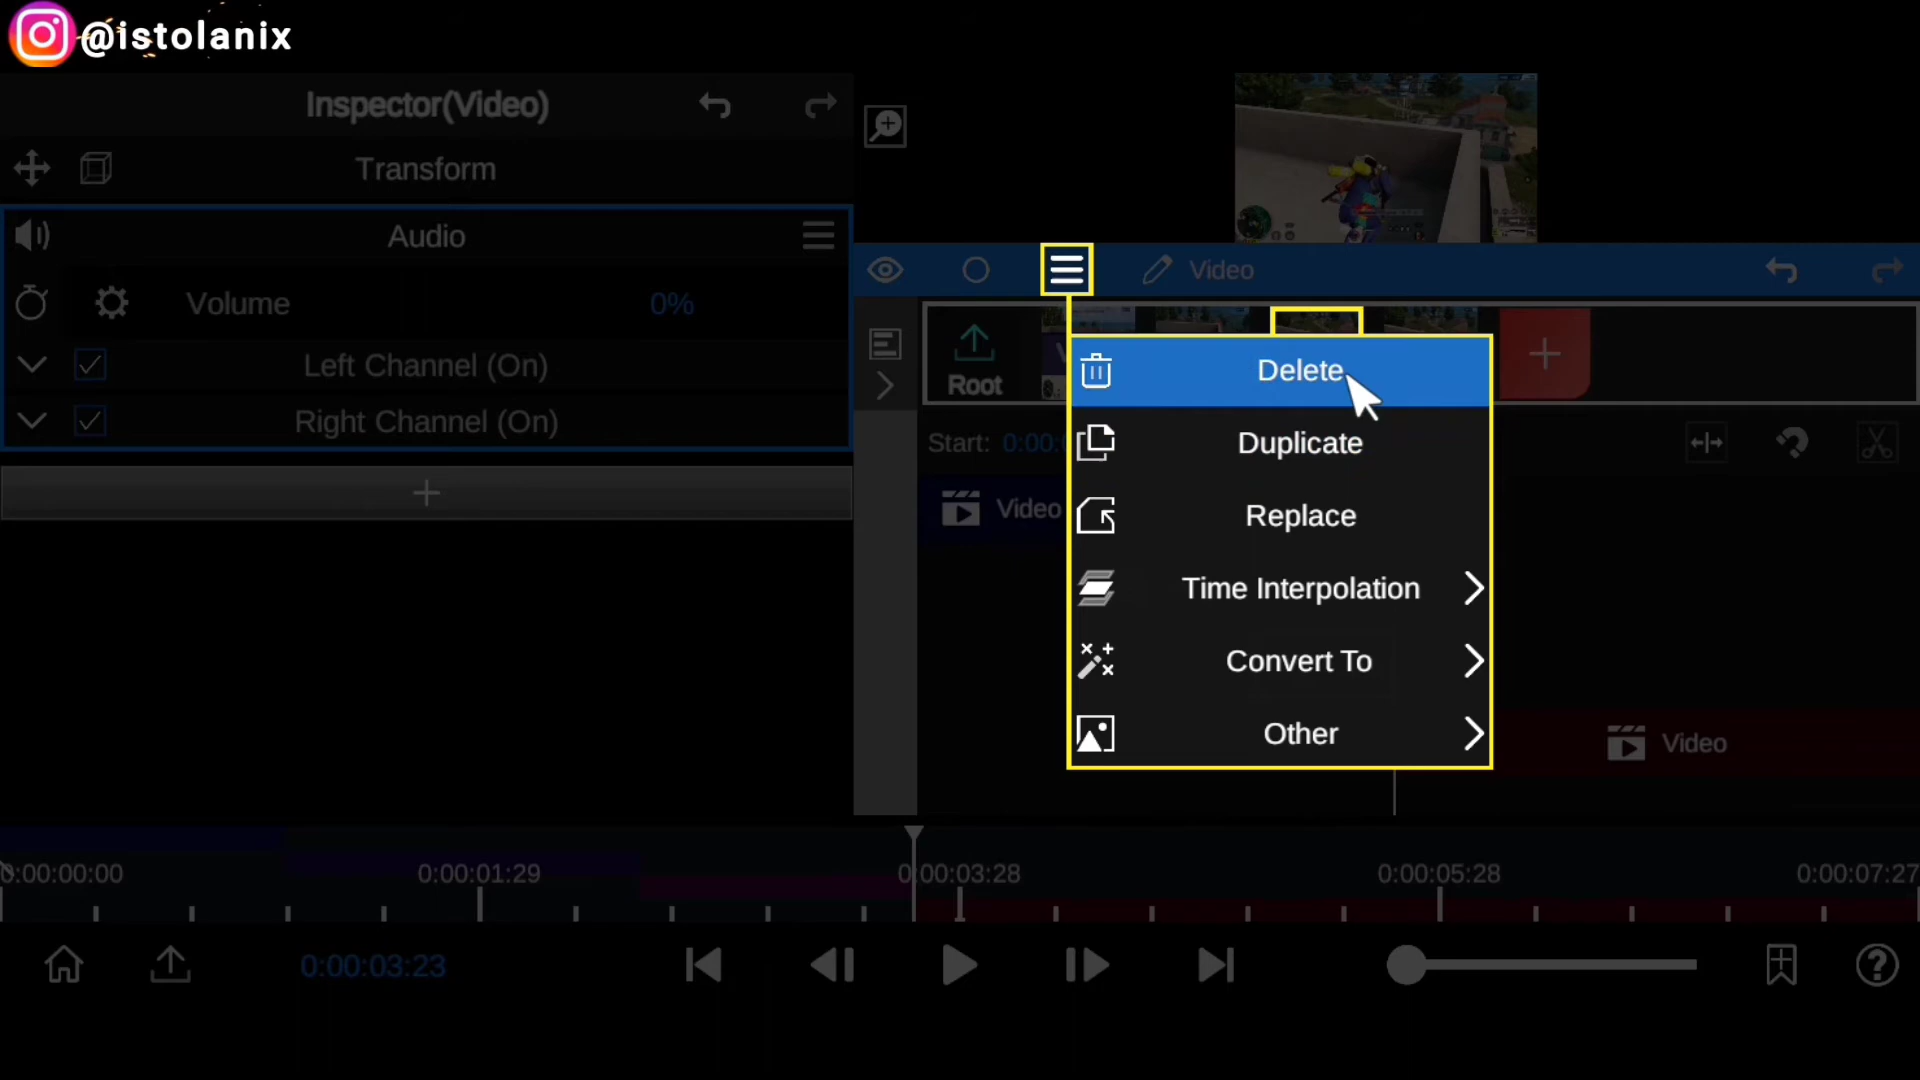 @istolanix
Inspector(Video)
Transform
Audio
Volume 0%
Left Channel (On)
Right Channel (On)
Video
Root
Start:
Video
Delete
Duplicate
Replace
Time Interpolation
Convert To
Other
Video
0:00:00:00 0:00:01:29 0:00:03:28 0:00:05:28 0:00:07:27
0:00:03:23